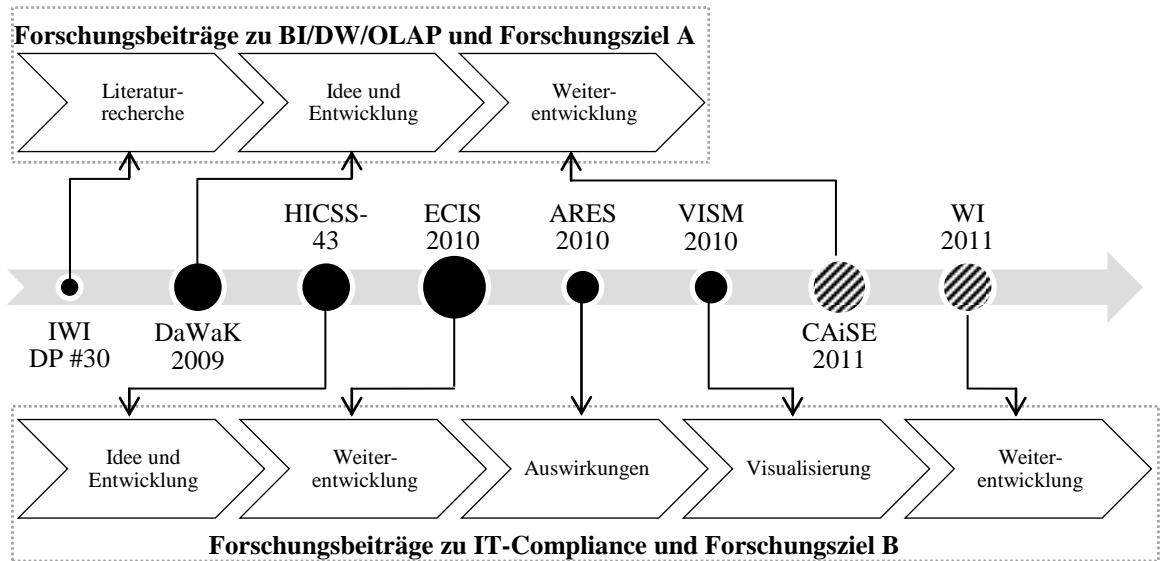 Forschungsbeiträge zu BI/DW/OLAP und Forschungsziel A
Literatur-
recherche
Idee und
Entwicklung
Weiter-
entwicklung
HICSS-
43
ECIS
2010
ARES
2010
VISM
2010
WI
2011
IWI
DP #30
DaWaK
2009
CAiSE
2011
Idee und
Entwicklung
Weiter-
entwicklung
Auswirkungen
Visualisierung
Weiter-
entwicklung
Forschungsbeiträge zu IT-Compliance und Forschungsziel B